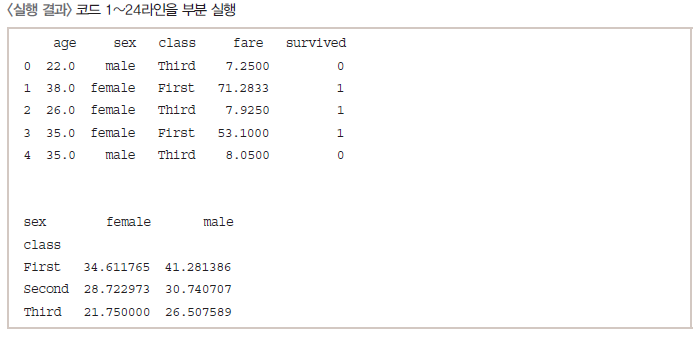 <실행 결과> 코드 1~24라인을 부분 실행
age sex class fare survived
0 22.0 male Third 7.2500 0
1 38.0 female First 71.2833 1
2 26.0 female Third 7.9250 1
3 35.0 female First 53.1000 1
4 35.0 male Third 8.0500 0
sex female male
class
First 34.611765 41.281386
Second 28.722973 30.740707
Third 21.750000 26.507589